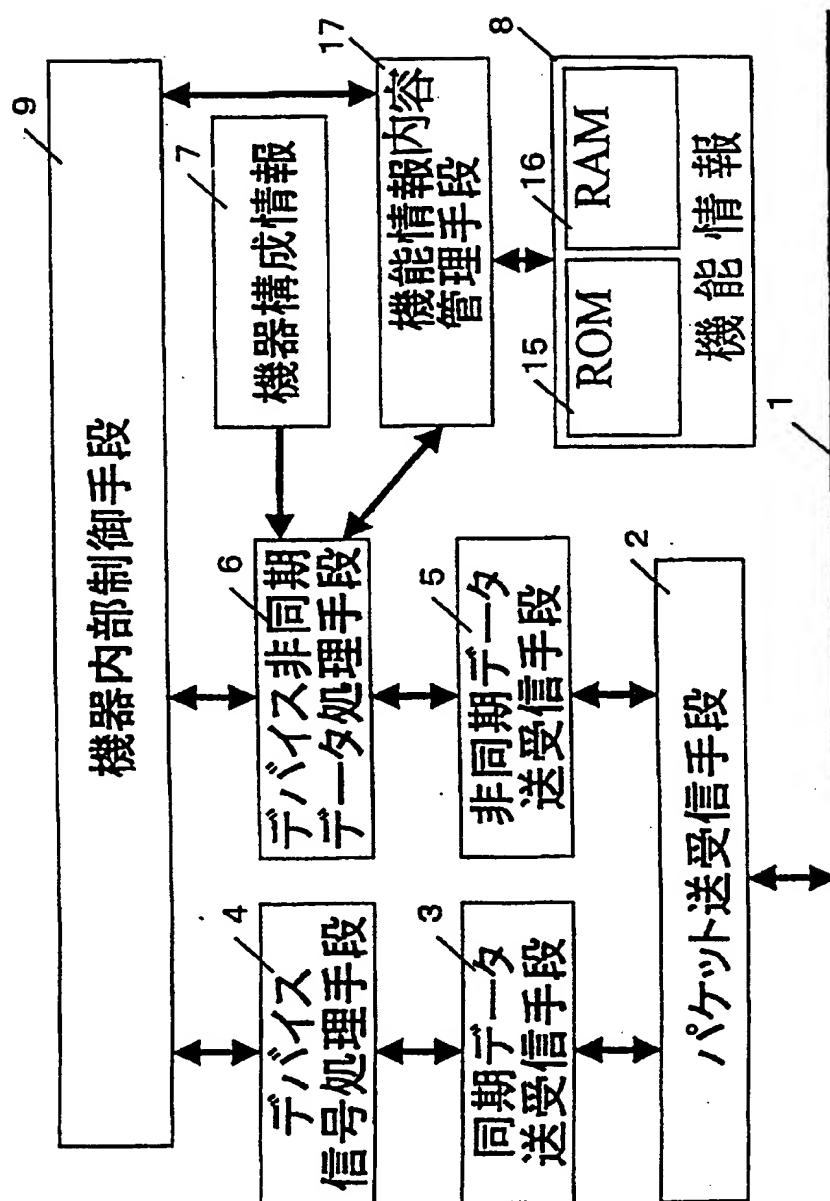 9
機器内部制御手段
4
デバイス
信号処理手段
6
デバイス非同期
データ処理手段
7
機器構成情報
17
機能情報内容
管理手段
3
同期データ
送受信手段
5
非同期データ
送受信手段
8
15
ROM
16
RAM
機能情報
2
パケット送受信手段
1